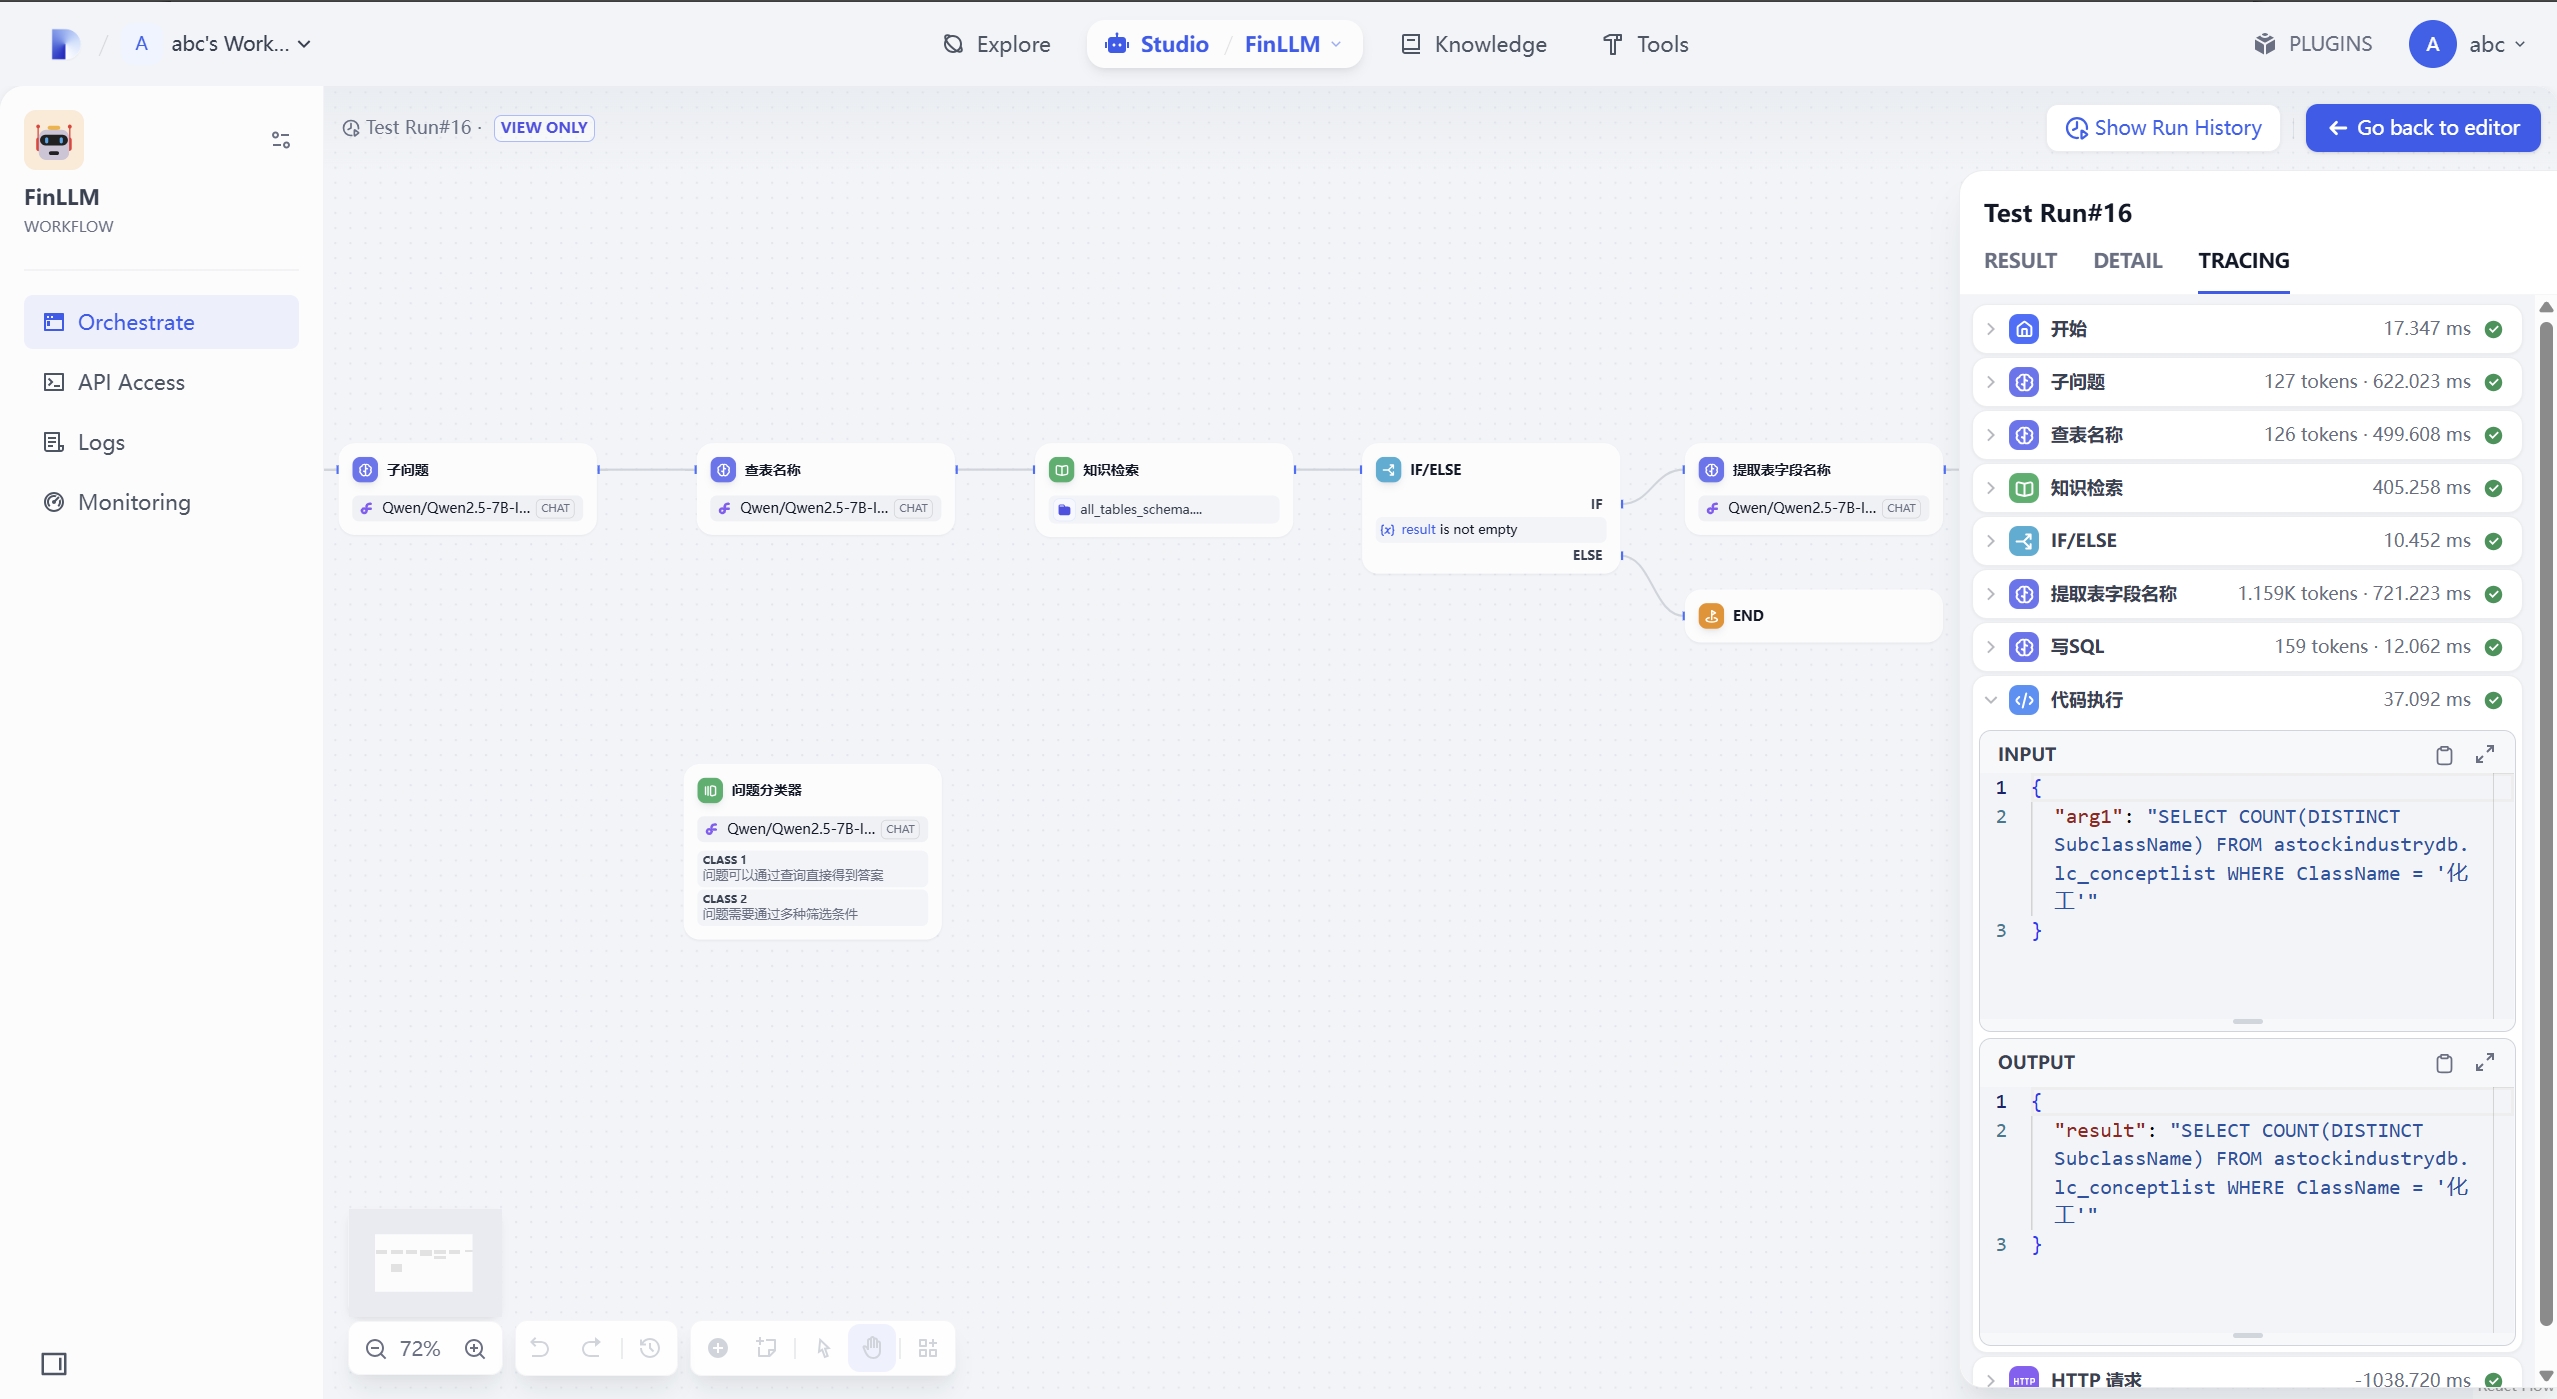 A abc's Work...
Explore
Studio / FinLLM
Knowledge
Tools
PLUGINS
A abc
FinLLM
WORKFLOW
Orchestrate
API Access
Logs
Monitoring
Test Run#16 · VIEW ONLY
Show Run History
Go back to editor
子问题
Qwen/Qwen2.5-7B-I... CHAT
查表名称
Qwen/Qwen2.5-7B-I... CHAT
知识检索
all_tables_schema....
IF/ELSE
IF
{x} result is not empty
ELSE
提取表字段名称
Qwen/Qwen2.5-7B-I... CHAT
END
问题分类器
Qwen/Qwen2.5-7B-I... CHAT
CLASS 1
问题可以通过查询直接得到答案
CLASS 2
问题需要通过多种筛选条件
72%
Test Run#16
RESULT DETAIL TRACING
开始 17.347 ms
子问题 127 tokens · 622.023 ms
查表名称 126 tokens · 499.608 ms
知识检索 405.258 ms
IF/ELSE 10.452 ms
提取表字段名称 1.159K tokens · 721.223 ms
写SQL 159 tokens · 12.062 ms
代码执行 37.092 ms
INPUT
1 {
2 "arg1": "SELECT COUNT(DISTINCT
SubclassName) FROM astockindustrydb.
lc_conceptlist WHERE ClassName = '化
工'"
3 }
OUTPUT
1 {
2 "result": "SELECT COUNT(DISTINCT
SubclassName) FROM astockindustrydb.
lc_conceptlist WHERE ClassName = '化
工'"
3 }
HTTP HTTP 请求 -1038.720 ms